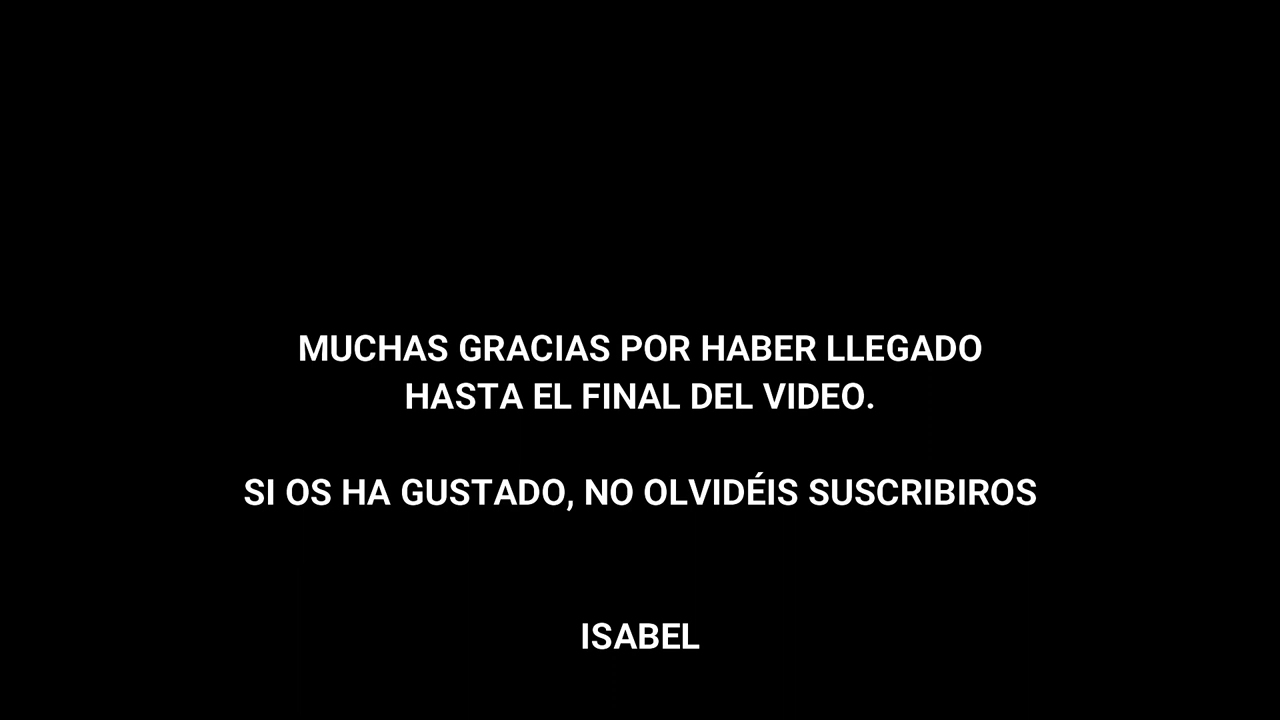 MUCHAS GRACIAS POR HABER LLEGADO
HASTA EL FINAL DEL VIDEO.
SI OS HA GUSTADO, NO OLVIDÉIS SUSCRIBIROS
ISABEL